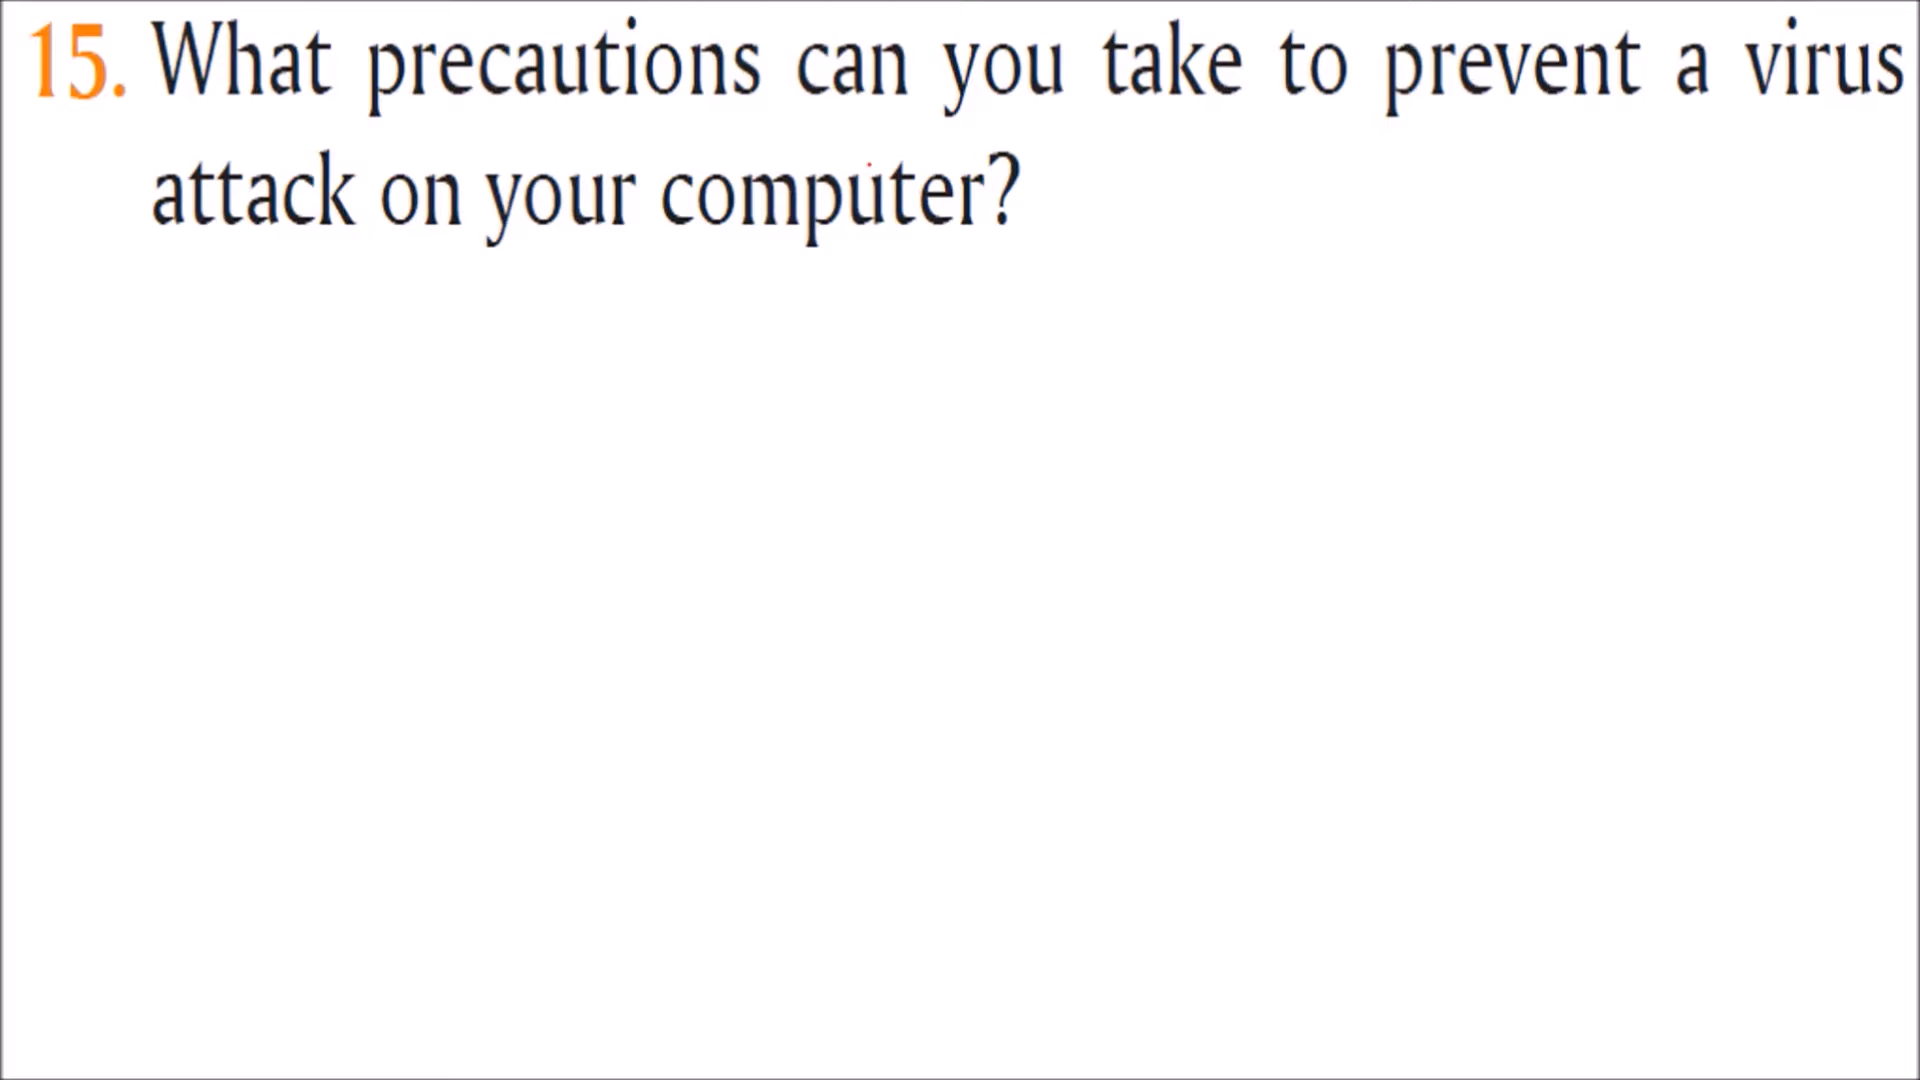 15. What precautions can you take to prevent a virus
attack on your computer?